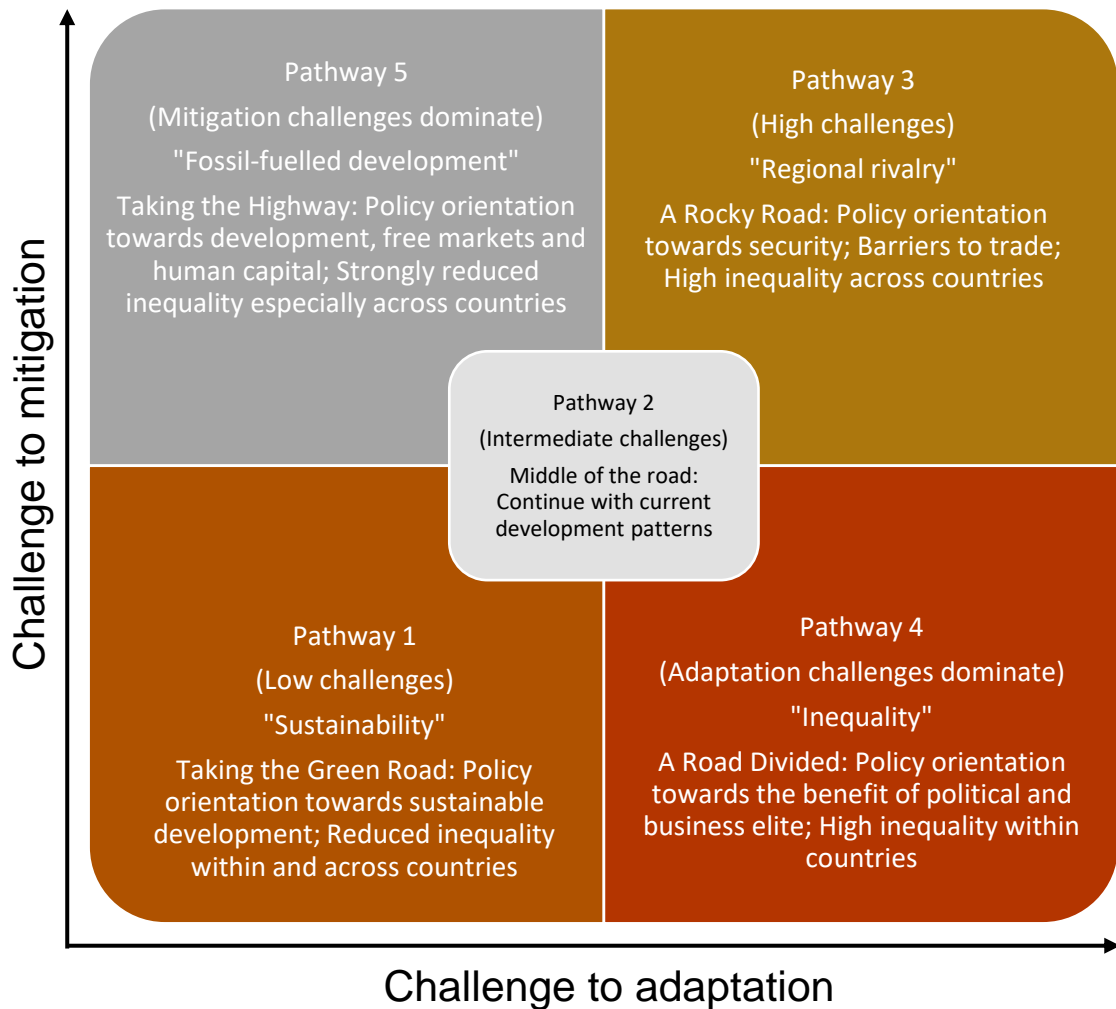 Challenge to mitigation
Pathway 5
(Mitigation challenges dominate)
"Fossil-fuelled development"
Taking the Highway: Policy orientation
towards development, free markets and
human capital; Strongly reduced
inequality especially across countries
Pathway 3
(High challenges)
"Regional rivalry"
A Rocky Road: Policy orientation
towards security; Barriers to trade;
High inequality across countries
Pathway 2
(Intermediate challenges)
Middle of the road:
Continue with current
development patterns
Pathway 1
(Low challenges)
"Sustainability"
Taking the Green Road: Policy
orientation towards sustainable
development; Reduced inequality
within and across countries
Pathway 4
(Adaptation challenges dominate)
"Inequality"
A Road Divided: Policy orientation
towards the benefit of political and
business elite; High inequality within
countries
Challenge to adaptation